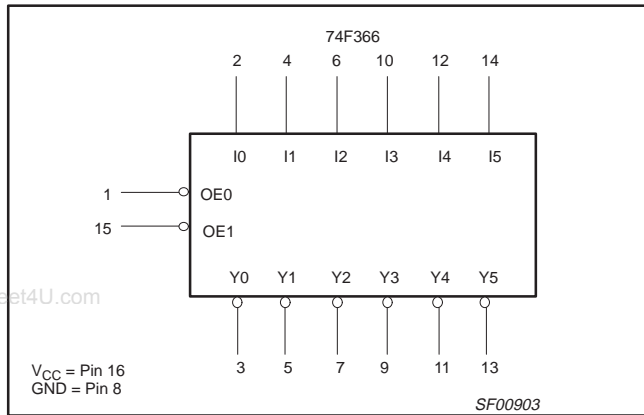 74F366
2 4 6 10 12 14
I0 I1 I2 I3 I4 I5
1 OE0
15 OE1
Y0 Y1 Y2 Y3 Y4 Y5
eet4U.com
3 5 7 9 11 13
VCC = Pin 16
GND = Pin 8
SF00903